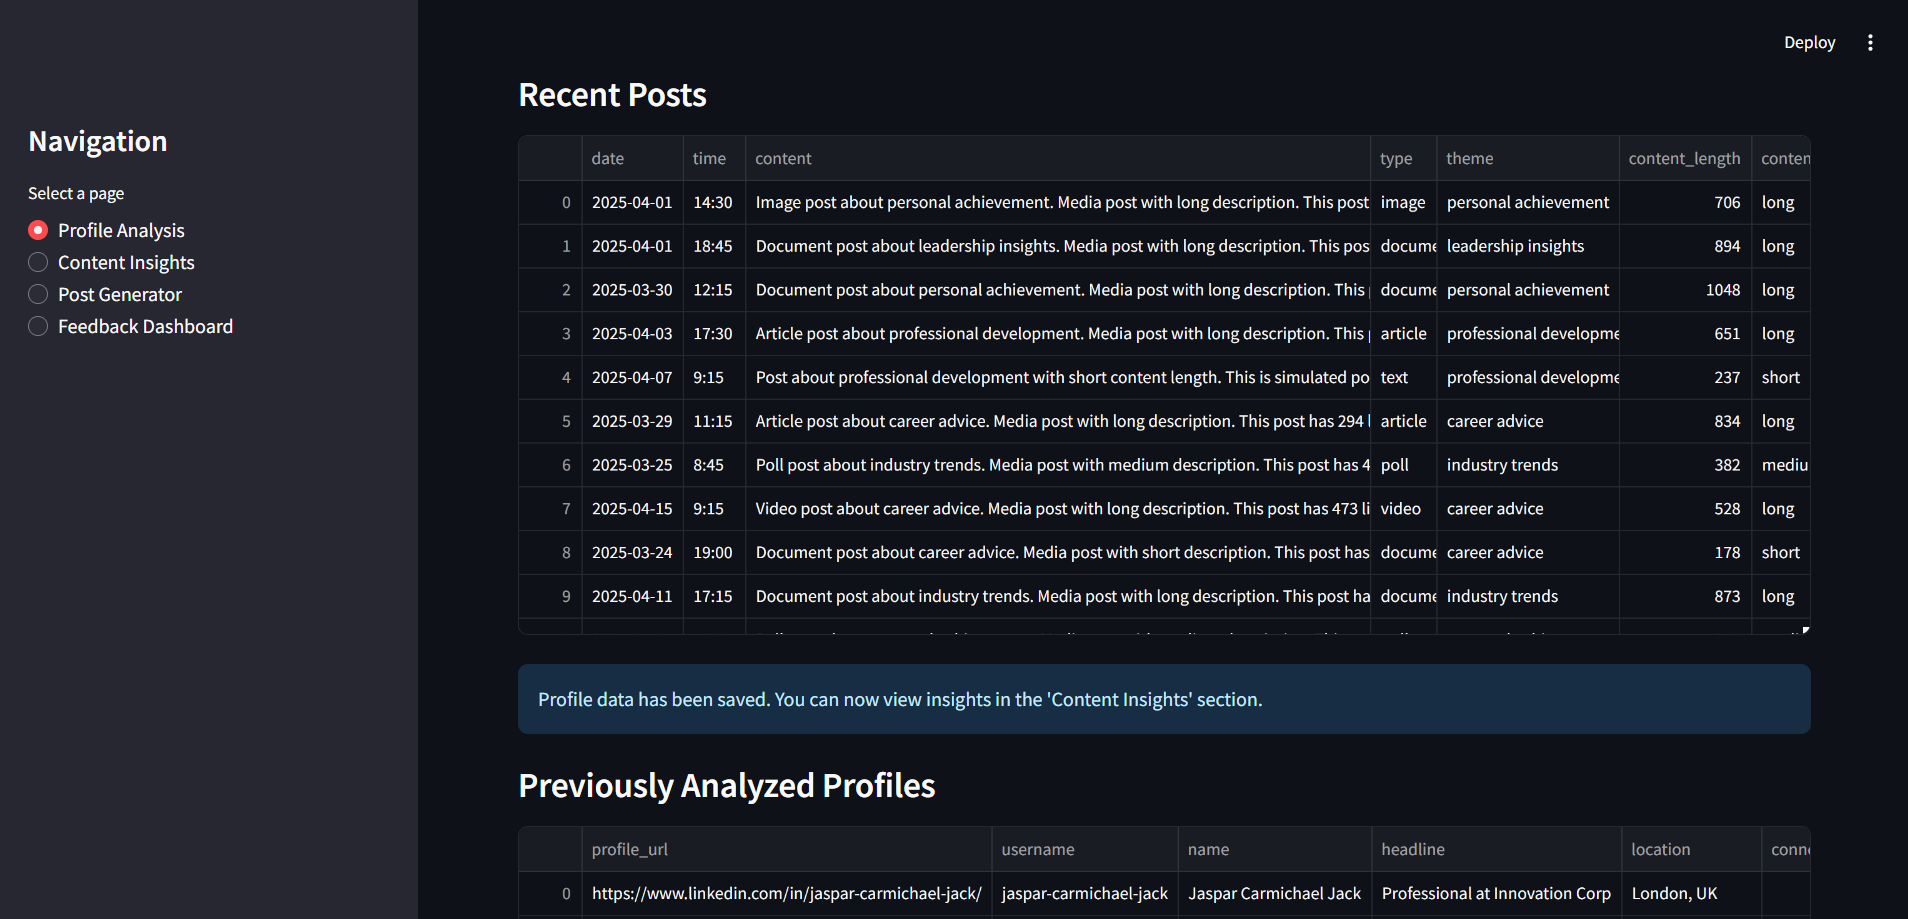 Deploy
Navigation
Select a page
Profile Analysis
Content Insights
Post Generator
Feedback Dashboard
Recent Posts
date time content type theme content_length conten
0 2025-04-01 14:30 Image post about personal achievement. Media post with long description. This post image personal achievement 706 long
1 2025-04-01 18:45 Document post about leadership insights. Media post with long description. This pos docume leadership insights 894 long
2 2025-03-30 12:15 Document post about personal achievement. Media post with long description. This docume personal achievement 1048 long
3 2025-04-03 17:30 Article post about professional development. Media post with long description. This article professional developme 651 long
4 2025-04-07 9:15 Post about professional development with short content length. This is simulated po text professional developme 237 short
5 2025-03-29 11:15 Article post about career advice. Media post with long description. This post has 294 article career advice 834 long
6 2025-03-25 8:45 Poll post about industry trends. Media post with medium description. This post has 4 poll industry trends 382 mediu
7 2025-04-15 9:15 Video post about career advice. Media post with long description. This post has 473 li video career advice 528 long
8 2025-03-24 19:00 Document post about career advice. Media post with short description. This post has docume career advice 178 short
9 2025-04-11 17:15 Document post about industry trends. Media post with long description. This post ha docume industry trends 873 long
Profile data has been saved. You can now view insights in the 'Content Insights' section.
Previously Analyzed Profiles
profile_url username name headline location conne
0 https://www.linkedin.com/in/jaspar-carmichael-jack/ jaspar-carmichael-jack Jaspar Carmichael Jack Professional at Innovation Corp London, UK